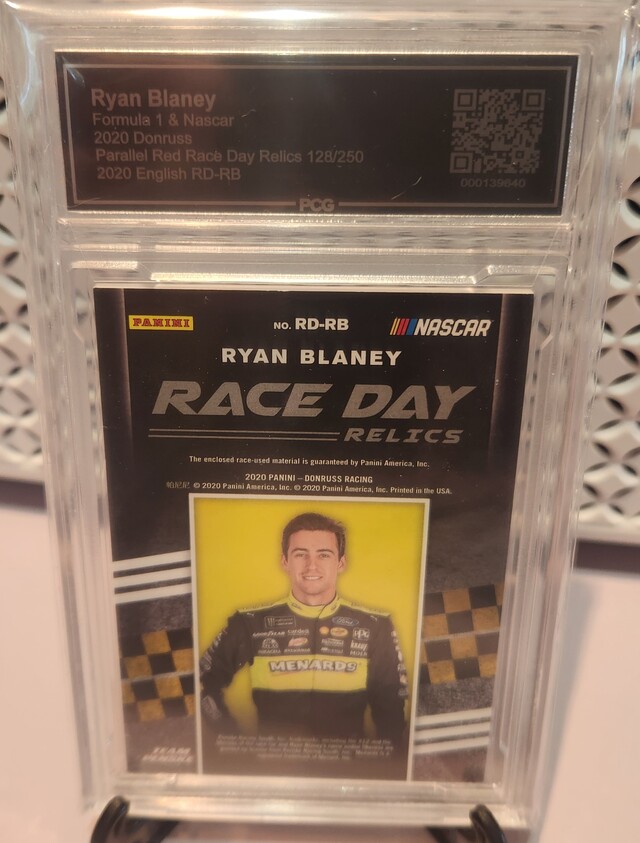 Ryan Blaney
Formula 1 & Nascar
2020 Donruss
Parallel Red Race Day Relics 128/250
2020 English RD-RB
000139640
PCG
PANINI
NO. RD-RB
NASCAR
RYAN BLANEY
RACE DAY
RELICS
The enclosed race-used material is guaranteed by Panini America, Inc.
2020 PANINI – DONRUSS RACING
© 2020 Panini America, Inc. © 2020 Panini America, Inc. Printed in the USA.
Ford
GOODYEAR
MENARDS
TEAM
PENSKE